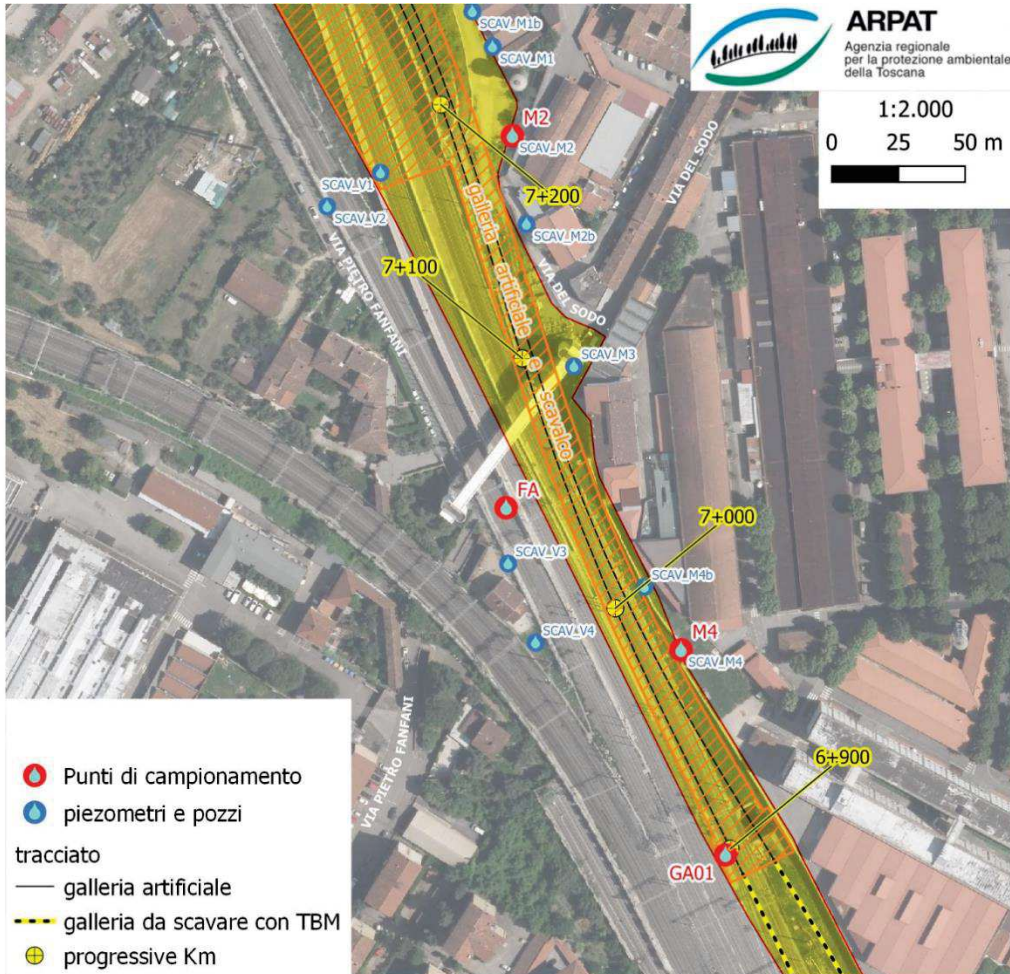 SCAV_M1b
SCAV_M1
M2
SCAV_M2
ARPAT
Agenzia regionale
per la protezione ambientale
della Toscana
1:2.000
0 25 50 m
VIA DEL SODO
7+200
SCAV_V1
SCAV_V2
SCAV_M2b
VIA PIETRO FANFANI
7+100
VIA DEL SODO
galleria artificiale e scavalco
SCAV_M3
FA
SCAV_V3
7+000
SCAV_M4b
SCAV_V4
M4
SCAV_M4
VIA PIETRO FANFANI
6+900
GA01
Punti di campionamento
piezometri e pozzi
tracciato
galleria artificiale
galleria da scavare con TBM
progressive Km